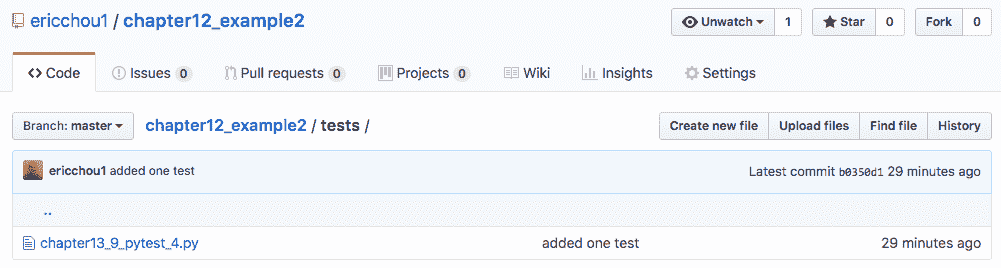 ericchou1 / chapter12_example2 Unwatch 1 Star 0 Fork 0
Code Issues 0 Pull requests 0 Projects 0 Wiki Insights Settings
Branch: master chapter12_example2 / tests / Create new file Upload files Find file History
ericchou1 added one test Latest commit b0350d1 29 minutes ago
..
chapter13_9_pytest_4.py added one test 29 minutes ago